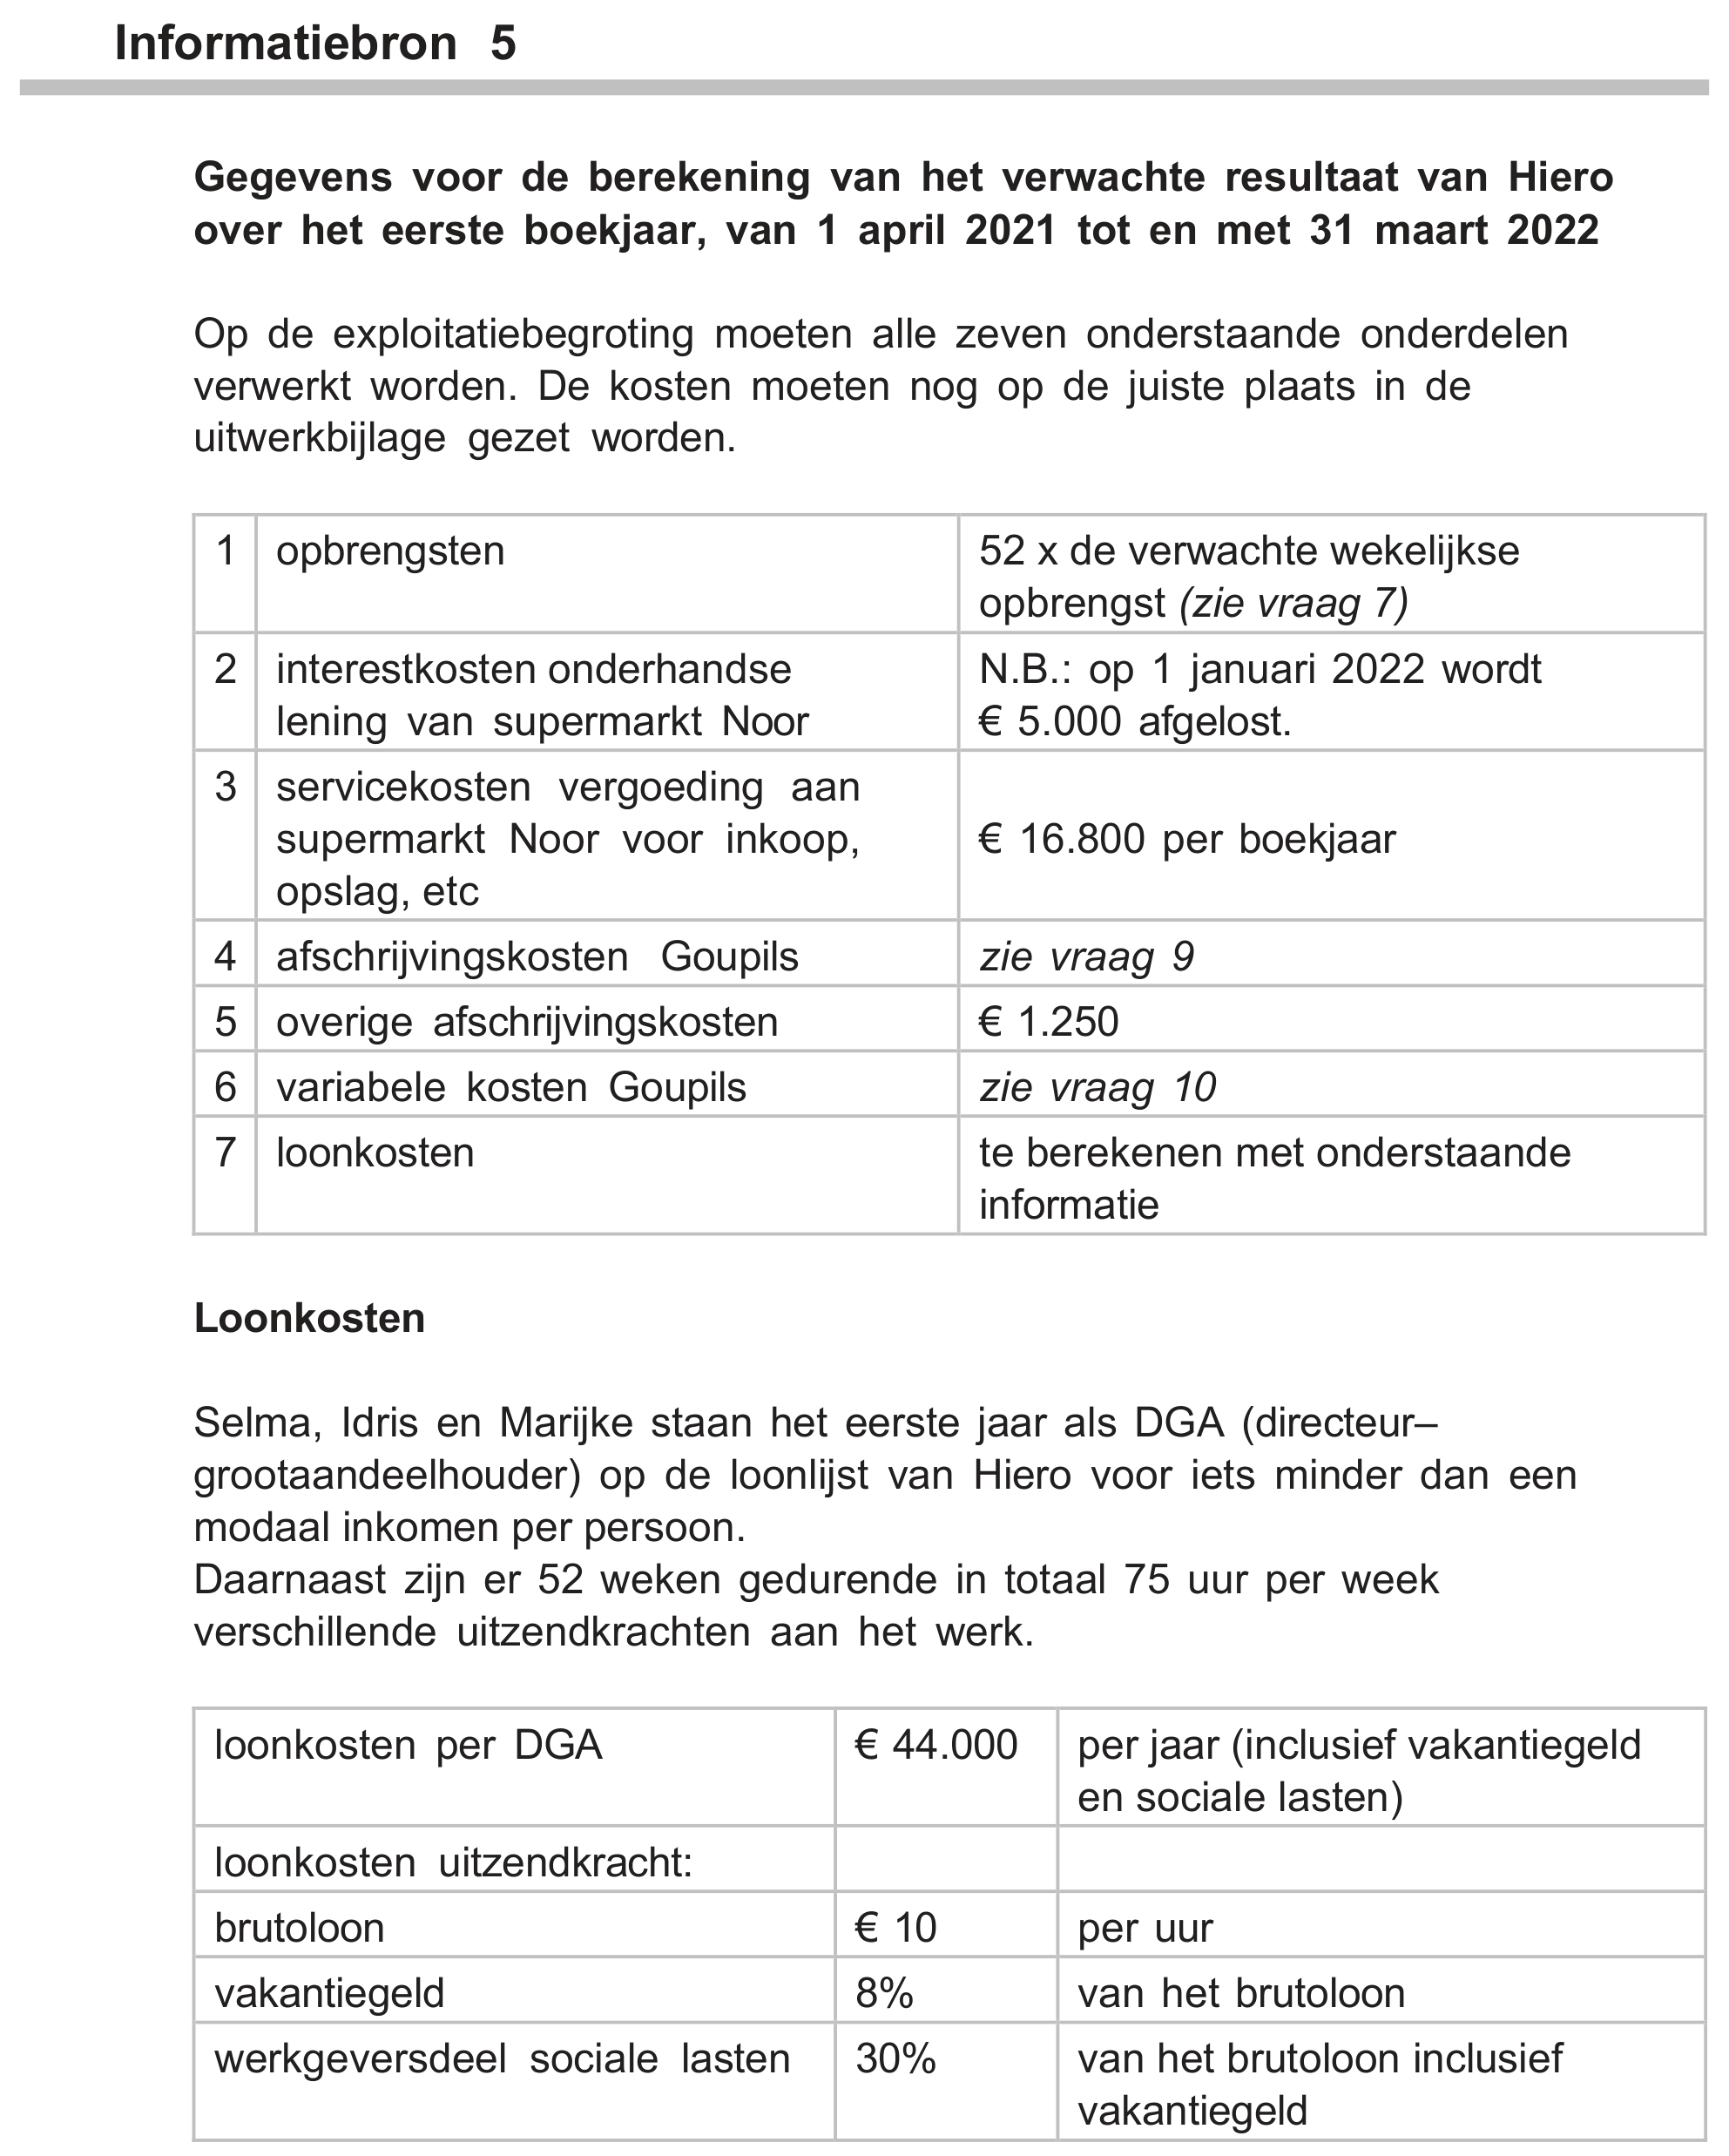 Informatiebron 5
Gegevens voor de berekening van het verwachte resultaat van Hiero
over het eerste boekjaar, van 1 april 2021 tot en met 31 maart 2022
Op de exploitatiebegroting moeten alle zeven onderstaande onderdelen
verwerkt worden. De kosten moeten nog op de juiste plaats in de
uitwerkbijlage gezet worden.
1 opbrengsten 52 x de verwachte wekelijkse
opbrengst (zie vraag 7)
2 interestkosten onderhandse N.B.: op 1 januari 2022 wordt
lening van supermarkt Noor € 5.000 afgelost.
3 servicekosten vergoeding aan
supermarkt Noor voor inkoop, € 16.800 per boekjaar
opslag, etc
4 afschrijvingskosten Goupils zie vraag 9
5 overige afschrijvingskosten € 1.250
6 variabele kosten Goupils zie vraag 10
7 loonkosten te berekenen met onderstaande
informatie
Loonkosten
Selma, Idris en Marijke staan het eerste jaar als DGA (directeur–
grootaandeelhouder) op de loonlijst van Hiero voor iets minder dan een
modaal inkomen per persoon.
Daarnaast zijn er 52 weken gedurende in totaal 75 uur per week
verschillende uitzendkrachten aan het werk.
loonkosten per DGA € 44.000 per jaar (inclusief vakantiegeld
en sociale lasten)
loonkosten uitzendkracht:
brutoloon € 10 per uur
vakantiegeld 8% van het brutoloon
werkgeversdeel sociale lasten 30% van het brutoloon inclusief
vakantiegeld